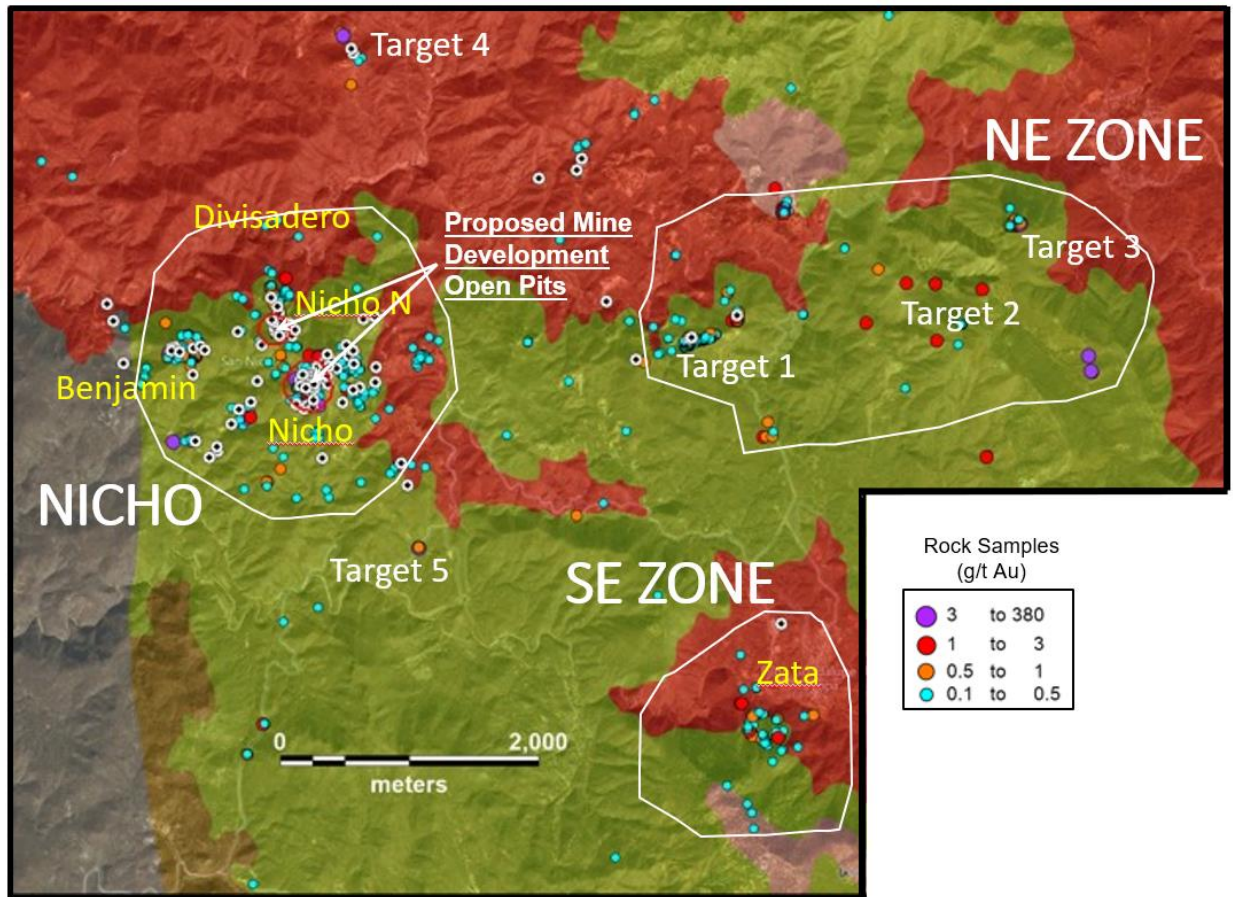 Target 4
NE ZONE
Divisadero
Proposed Mine
Development
Open Pits
Nicho N
Target 3
Target 2
Target 1
Benjamin
Nicho
NICHO
Target 5
SE ZONE
Zata
0 2,000
meters
Rock Samples
(g/t Au)
3 to 380
1 to 3
0.5 to 1
0.1 to 0.5